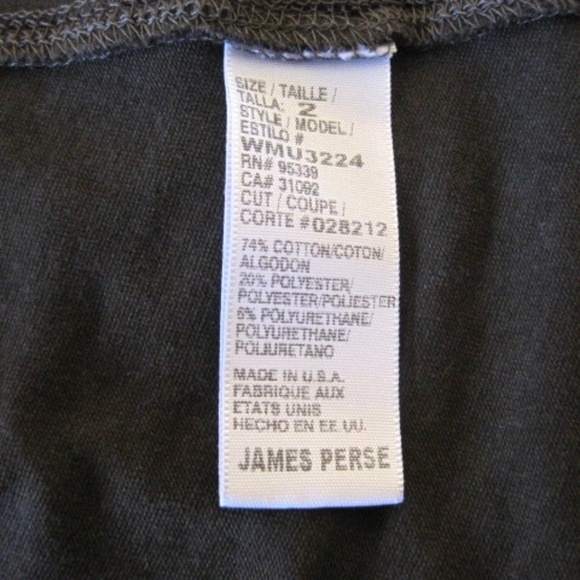 SIZE / TAILLE /
TALLA: 2
STYLE / MODEL /
ESTILO #
WMU3224
RN# 95339
CA# 31092
CUT / COUPE /
CORTE #028212
74% COTTON/COTON/
ALGODON
20% POLYESTER/
POLYESTER/POLIESTER
6% POLYURETHANE/
POLYURETHANE/
POLIURETANO
MADE IN U.S.A.
FABRIQUE AUX
ETATS UNIS
HECHO EN EE.UU.
JAMES PERSE